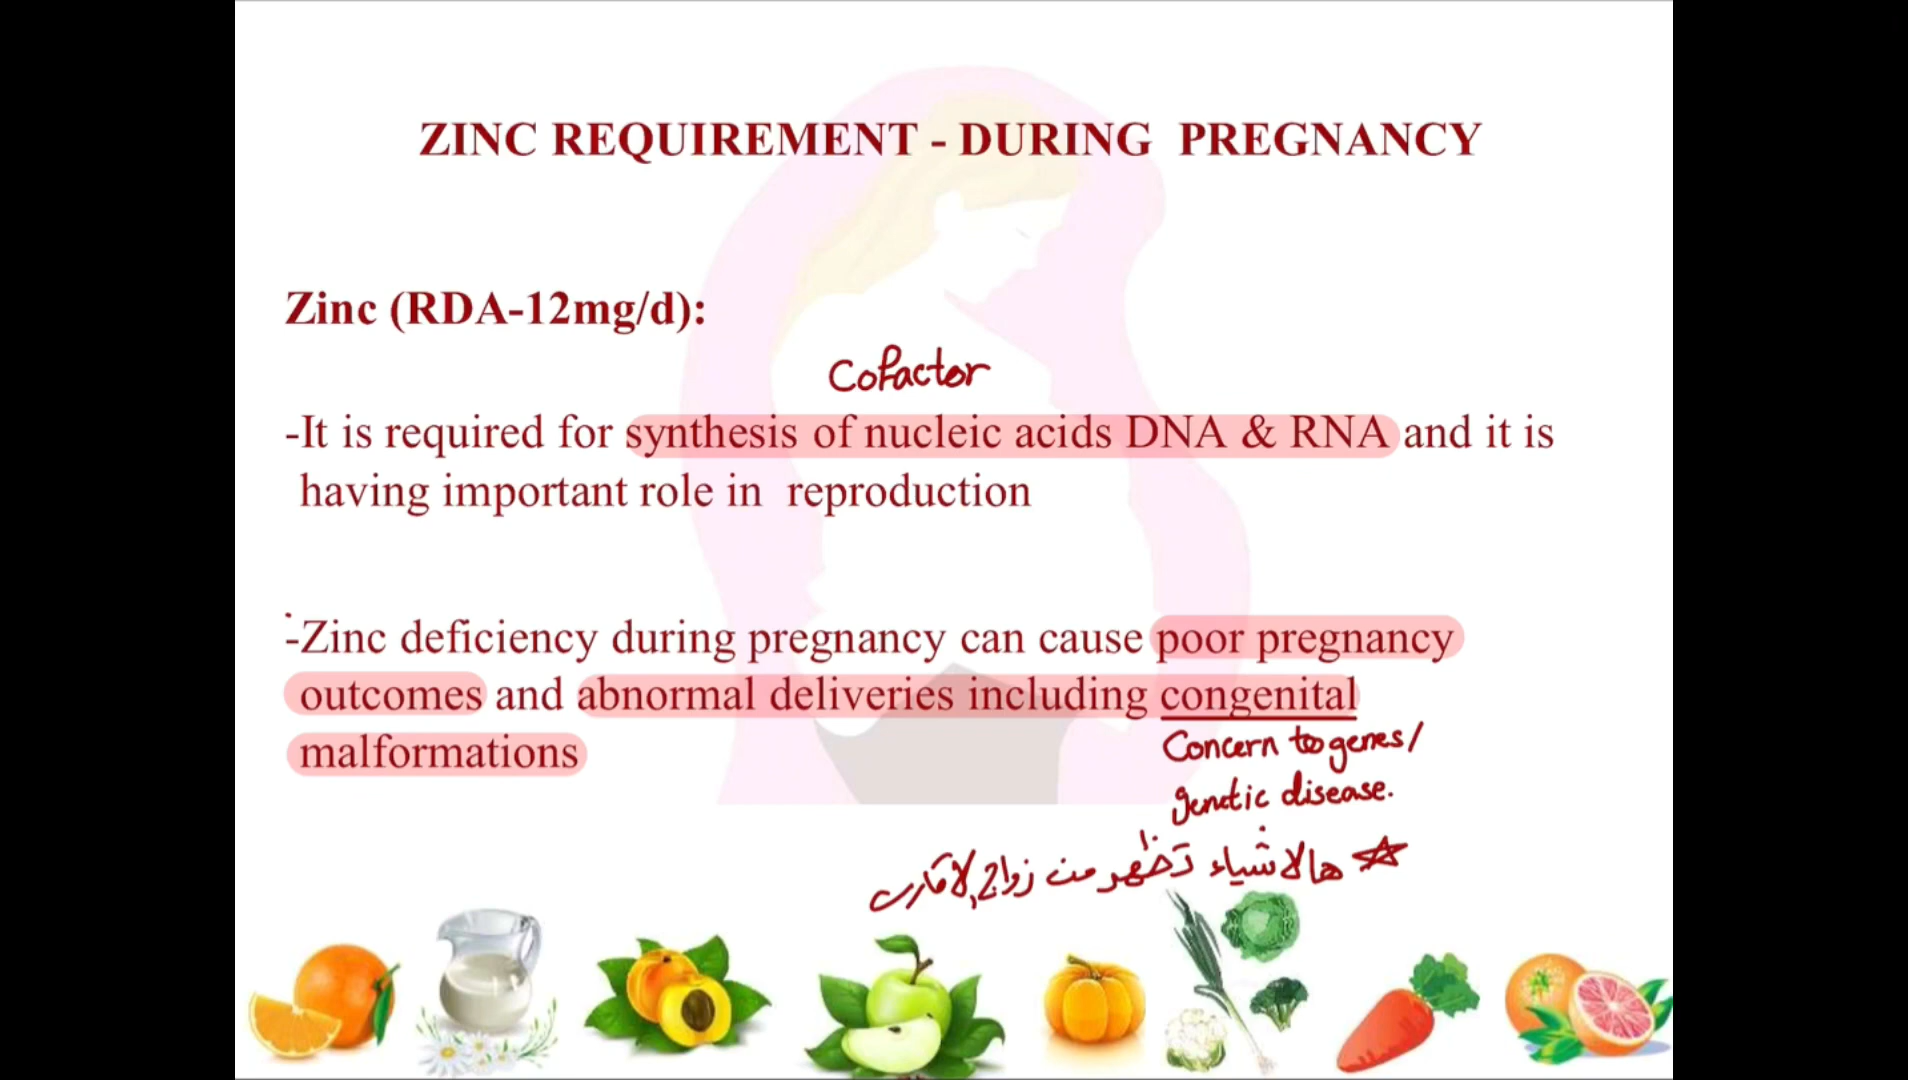 ZINC REQUIREMENT - DURING PREGNANCY
Zinc (RDA-12mg/d):
Cofactor
-It is required for synthesis of nucleic acids DNA & RNA and it is
having important role in reproduction
-Zinc deficiency during pregnancy can cause poor pregnancy
outcomes and abnormal deliveries including congenital
malformations
Concern to genes/
genetic disease.
هالاشياء تظهر من زواج الاقارب